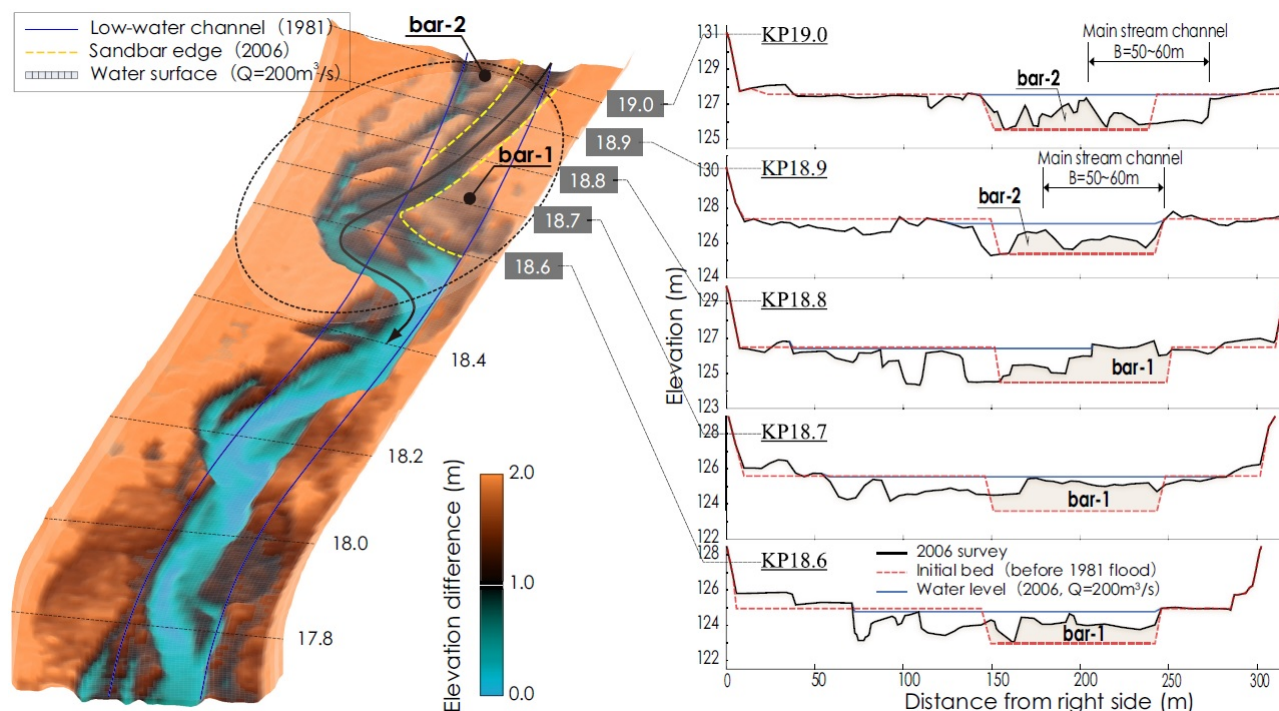 Low-water channel (1981)
Sandbar edge (2006)
Water surface (Q=200m³/s)
bar-2
bar-1
19.0
18.9
18.8
18.7
18.6
18.4
18.2
18.0
17.8
Elevation difference (m)
2.0
1.0
0.0
Elevation (m)
KP19.0
131
129
127
125
bar-2
Main stream channel
B=50~60m
KP18.9
130
128
126
124
bar-2
Main stream channel
B=50~60m
KP18.8
129
127
125
123
bar-1
KP18.7
128
126
124
122
bar-1
KP18.6
128
126
124
122
2006 survey
Initial bed (before 1981 flood)
Water level (2006, Q=200m³/s)
bar-1
0 50 100 150 200 250 300
Distance from right side (m)